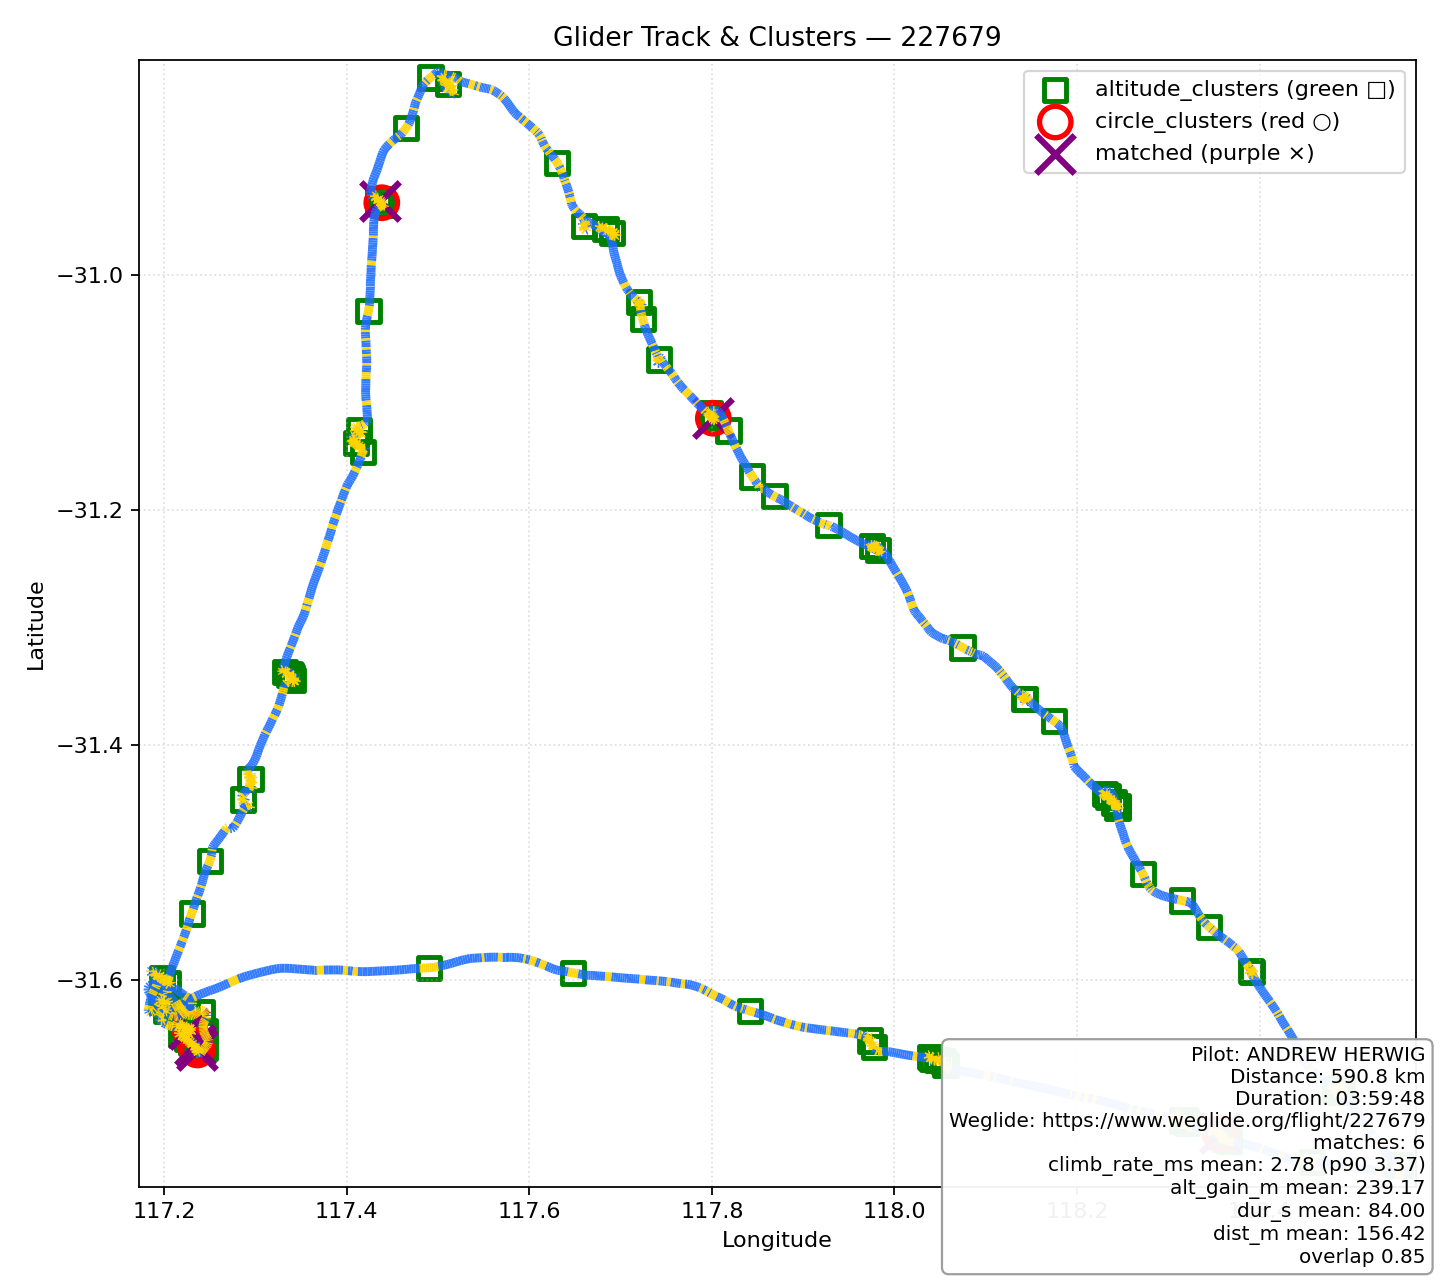 Glider Track & Clusters — 227679
altitude_clusters (green □)
circle_clusters (red ○)
matched (purple ×)
Latitude
−31.0
−31.2
−31.4
−31.6
117.2
117.4
117.6
117.8
118.0
118.2
Longitude
Pilot: ANDREW HERWIG
Distance: 590.8 km
Duration: 03:59:48
Weglide: https://www.weglide.org/flight/227679
matches: 6
climb_rate_ms mean: 2.78 (p90 3.37)
alt_gain_m mean: 239.17
dur_s mean: 84.00
dist_m mean: 156.42
overlap 0.85